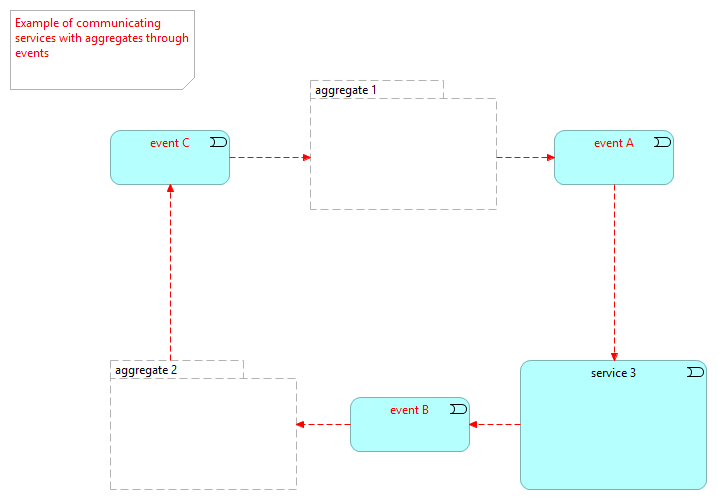 Example of communicating
services with aggregates through
events
aggregate 1
event C
event A
aggregate 2
service 3
event B